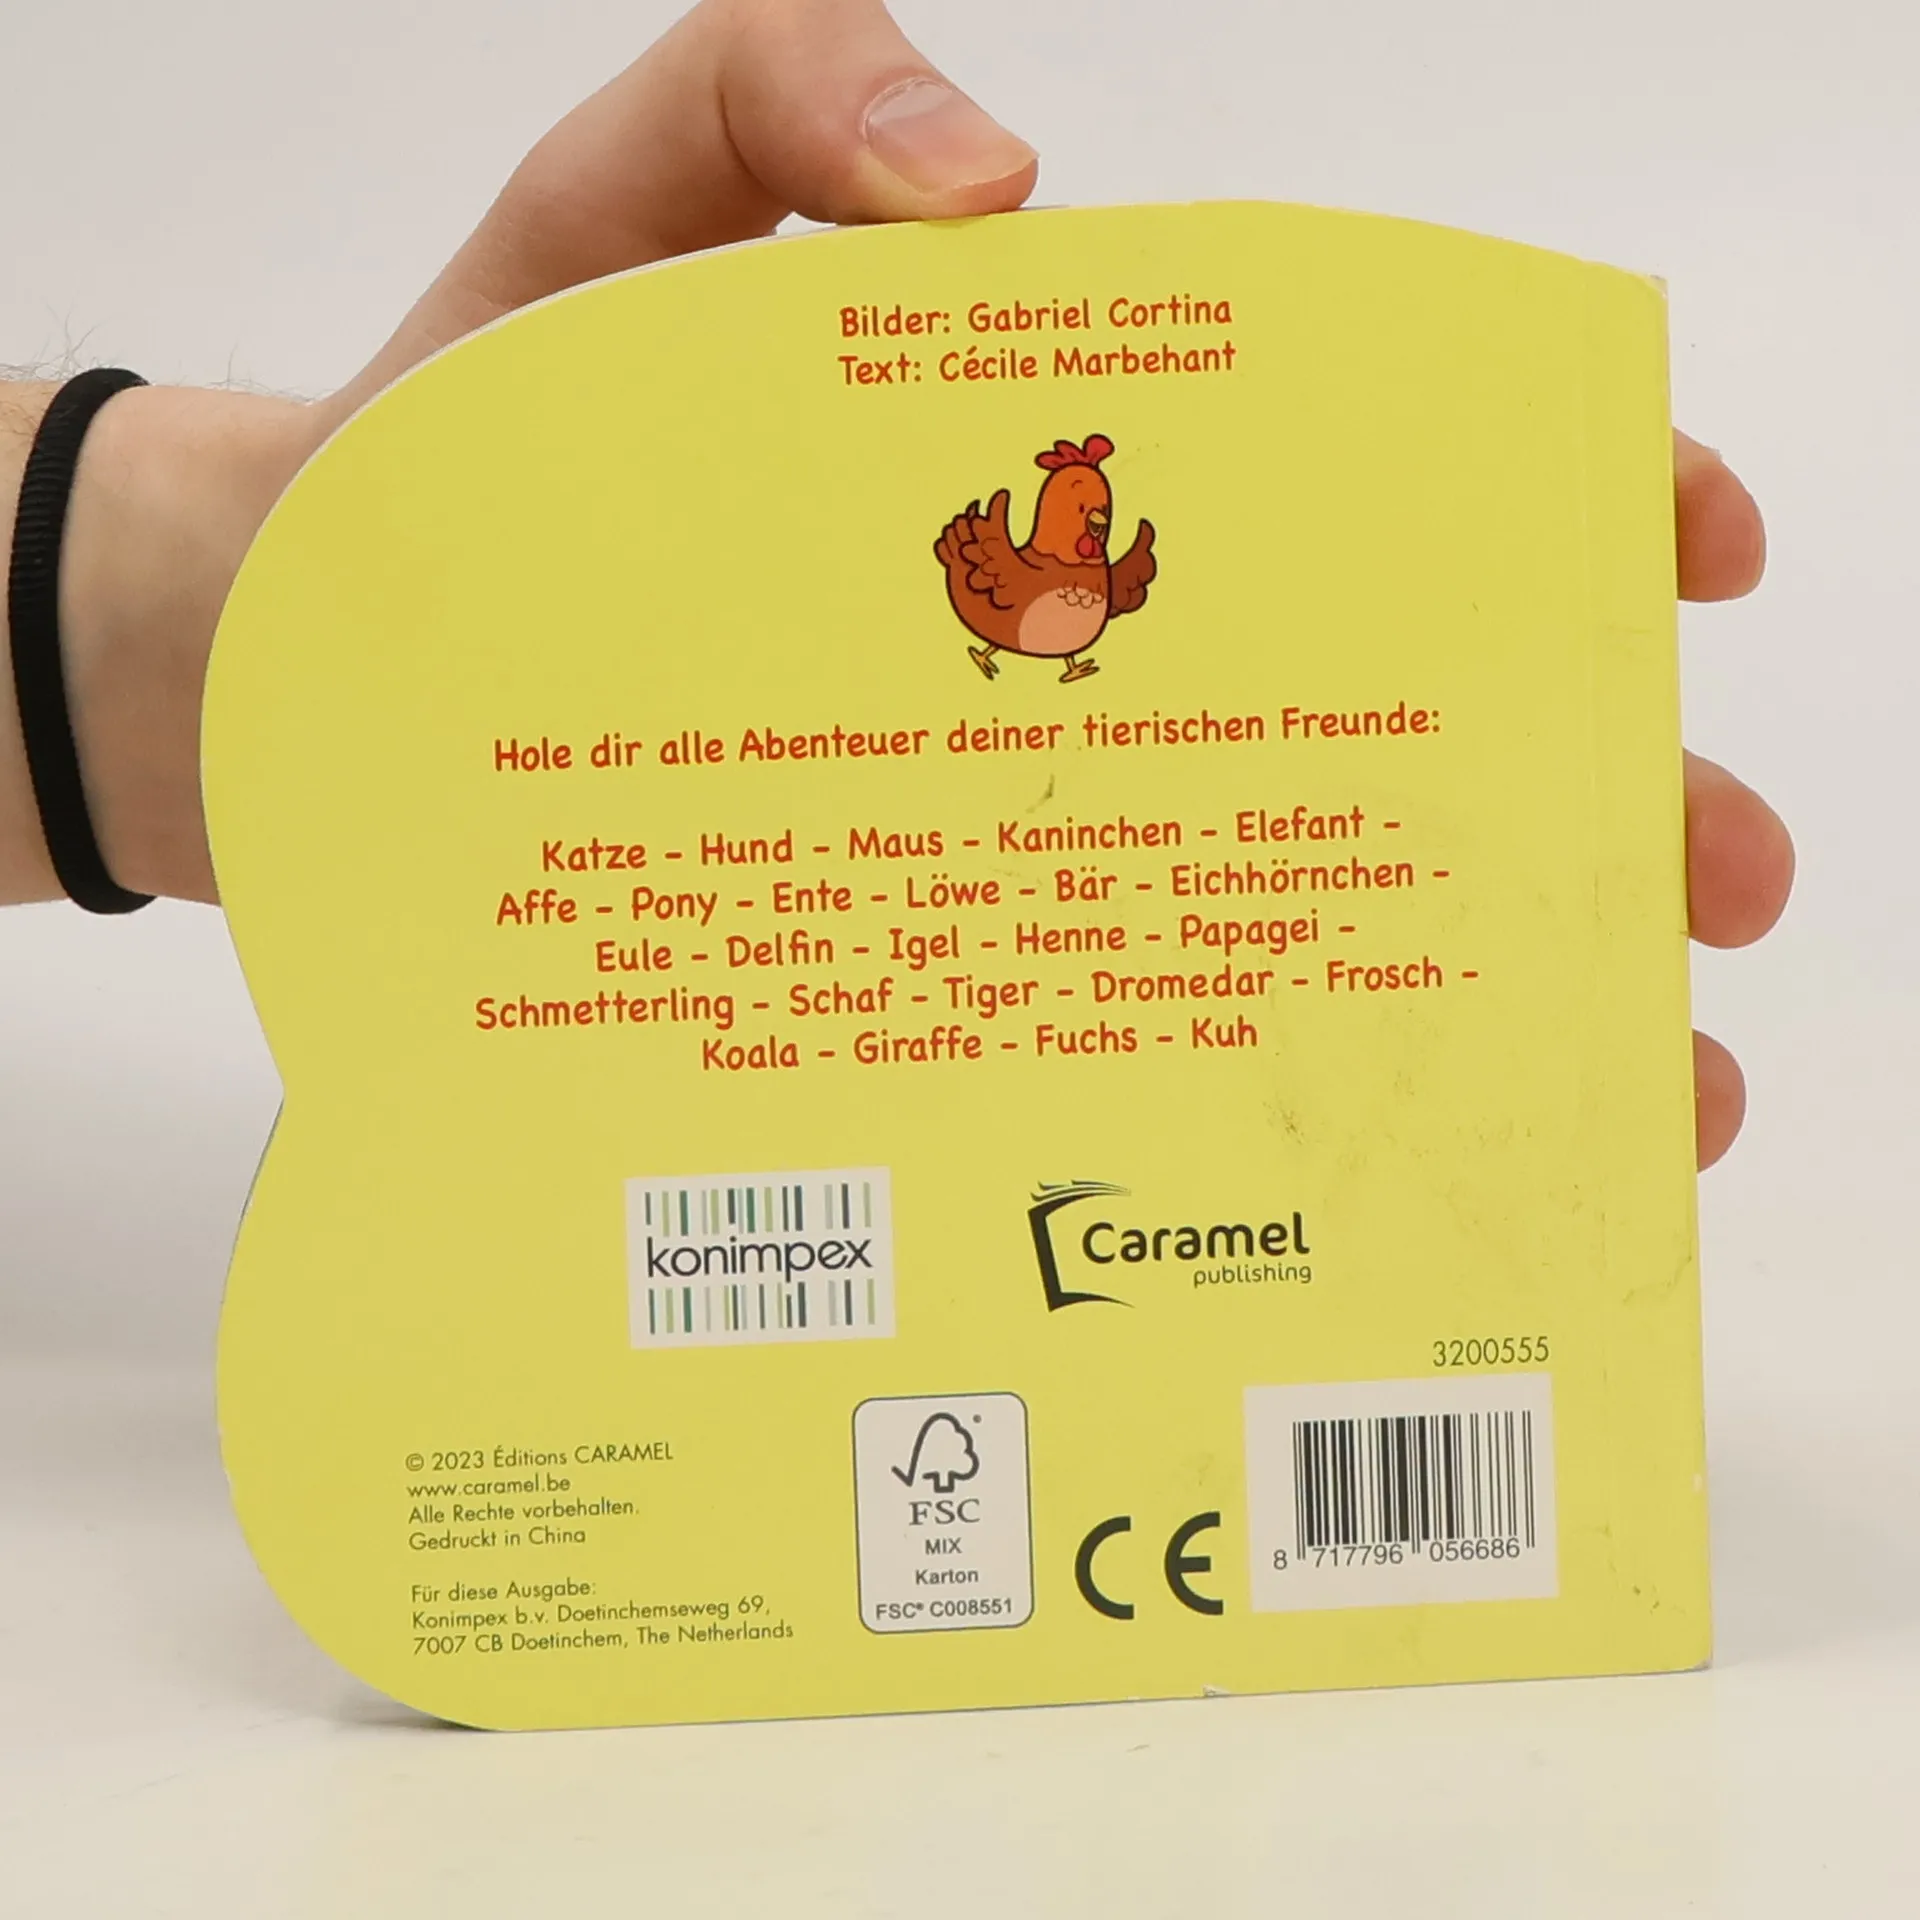 Bilder: Gabriel Cortina
Text: Cécile Marbehant
Hole dir alle Abenteuer deiner tierischen Freunde:
Katze - Hund - Maus - Kaninchen - Elefant -
Affe - Pony - Ente - Löwe - Bär - Eichhörnchen -
Eule - Delfin - Igel - Henne - Papagei -
Schmetterling - Schaf - Tiger - Dromedar - Frosch -
Koala - Giraffe - Fuchs - Kuh
konimpex
Caramel
publishing
3200555
© 2023 Éditions CARAMEL
www.caramel.be
Alle Rechte vorbehalten.
Gedruckt in China
Für diese Ausgabe:
Konimpex b.v. Doetinchemseweg 69,
7007 CB Doetinchem, The Netherlands
FSC
MIX
Karton
FSC® C008551
CE
8 717796 056686